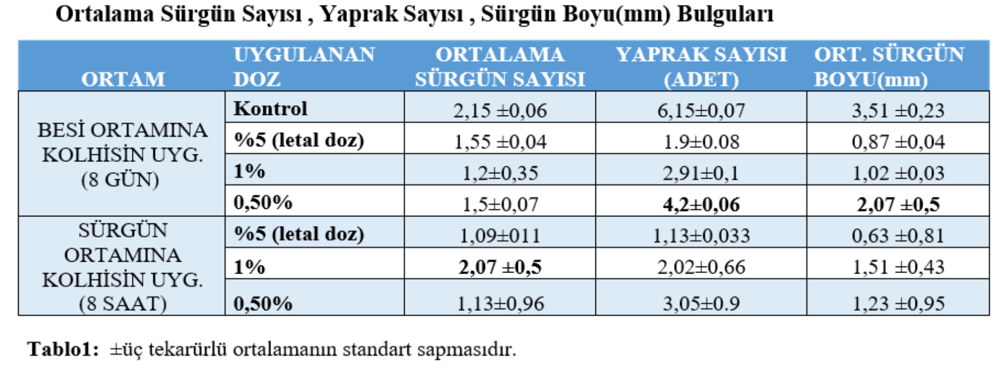 Ortalama Sürgün Sayısı , Yaprak Sayısı , Sürgün Boyu(mm) Bulguları
ORTAM
UYGULANAN
DOZ
ORTALAMA
SÜRGÜN SAYISI
YAPRAK SAYISI
(ADET)
ORT. SÜRGÜN
BOYU(mm)
BESİ ORTAMINA
KOLHİSİN UYG.
(8 GÜN)
Kontrol 2,15 ±0,06 6,15±0,07 3,51 ±0,23
%5 (letal doz) 1,55 ±0,04 1.9±0.08 0,87 ±0,04
1% 1,2±0,35 2,91±0,1 1,02 ±0,03
0,50% 1,5±0,07 4,2±0,06 2,07 ±0,5
SÜRGÜN
ORTAMINA
KOLHİSİN UYG.
(8 SAAT)
%5 (letal doz) 1,09±011 1,13±0,033 0,63 ±0,81
1% 2,07 ±0,5 2,02±0,66 1,51 ±0,43
0,50% 1,13±0,96 3,05±0.9 1,23 ±0,95
Tablo1: ±üç tekarürlü ortalamanın standart sapmasıdır.